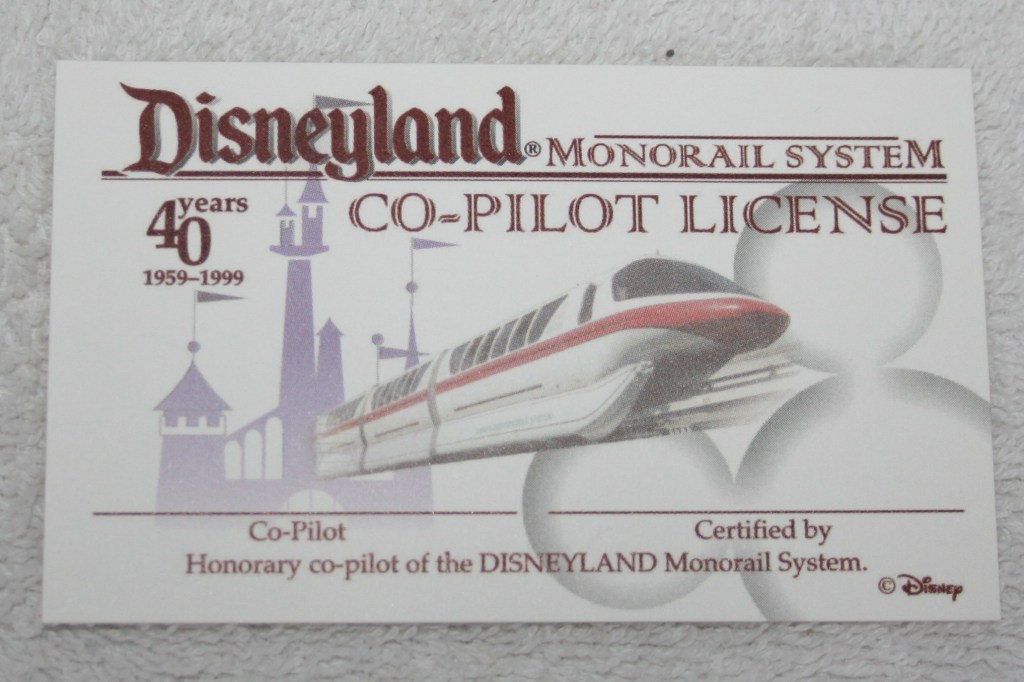 Disneyland® MONORAIL SYSTEM
CO-PILOT LICENSE
40 years
1959–1999
Co-Pilot
Certified by
Honorary co-pilot of the DISNEYLAND Monorail System.
© Disney